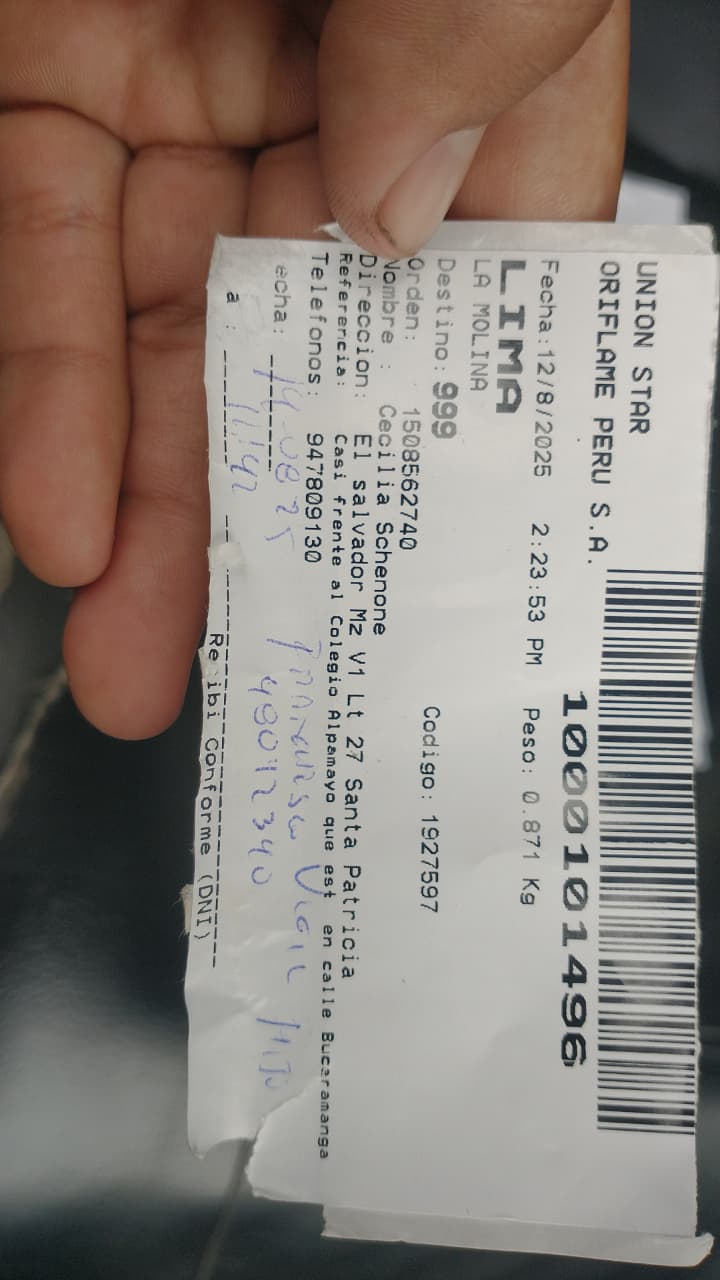 UNION STAR
ORIFLAME PERU S.A.
1000101496
Fecha:12/8/2025 2:23:53 PM Peso: 0.871 Kg
LIMA
LA MOLINA
Destino: 999
Orden: 1508562740 Codigo: 1927597
Nombre : Cecilia Schenone
Direccion: El salvador Mz V1 Lt 27 Santa Patricia
Referencia: Casi frente al Colegio Alpamayo que est en calle Bucaramanga
Telefonos: 947809130
Vigil Hijo
echa: 14-08-25 48012340
a : 11:42
Recibi Conforme (DNI)